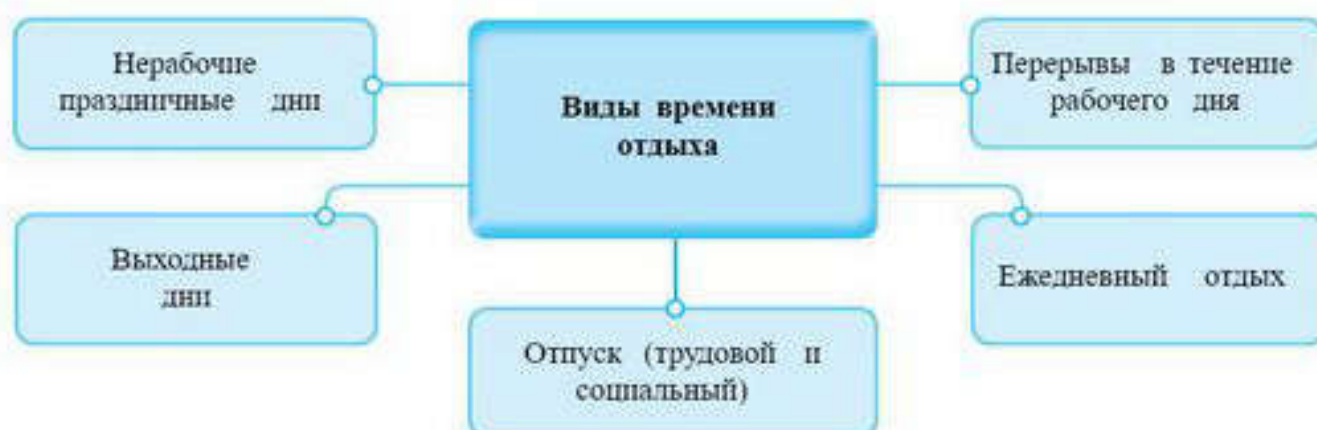 Нерабочие
праздничные дни
Виды времени
отдыха
Перерывы в течение
рабочего дня
Выходные
дни
Ежедневный отдых
Отпуск (трудовой и
социальный)